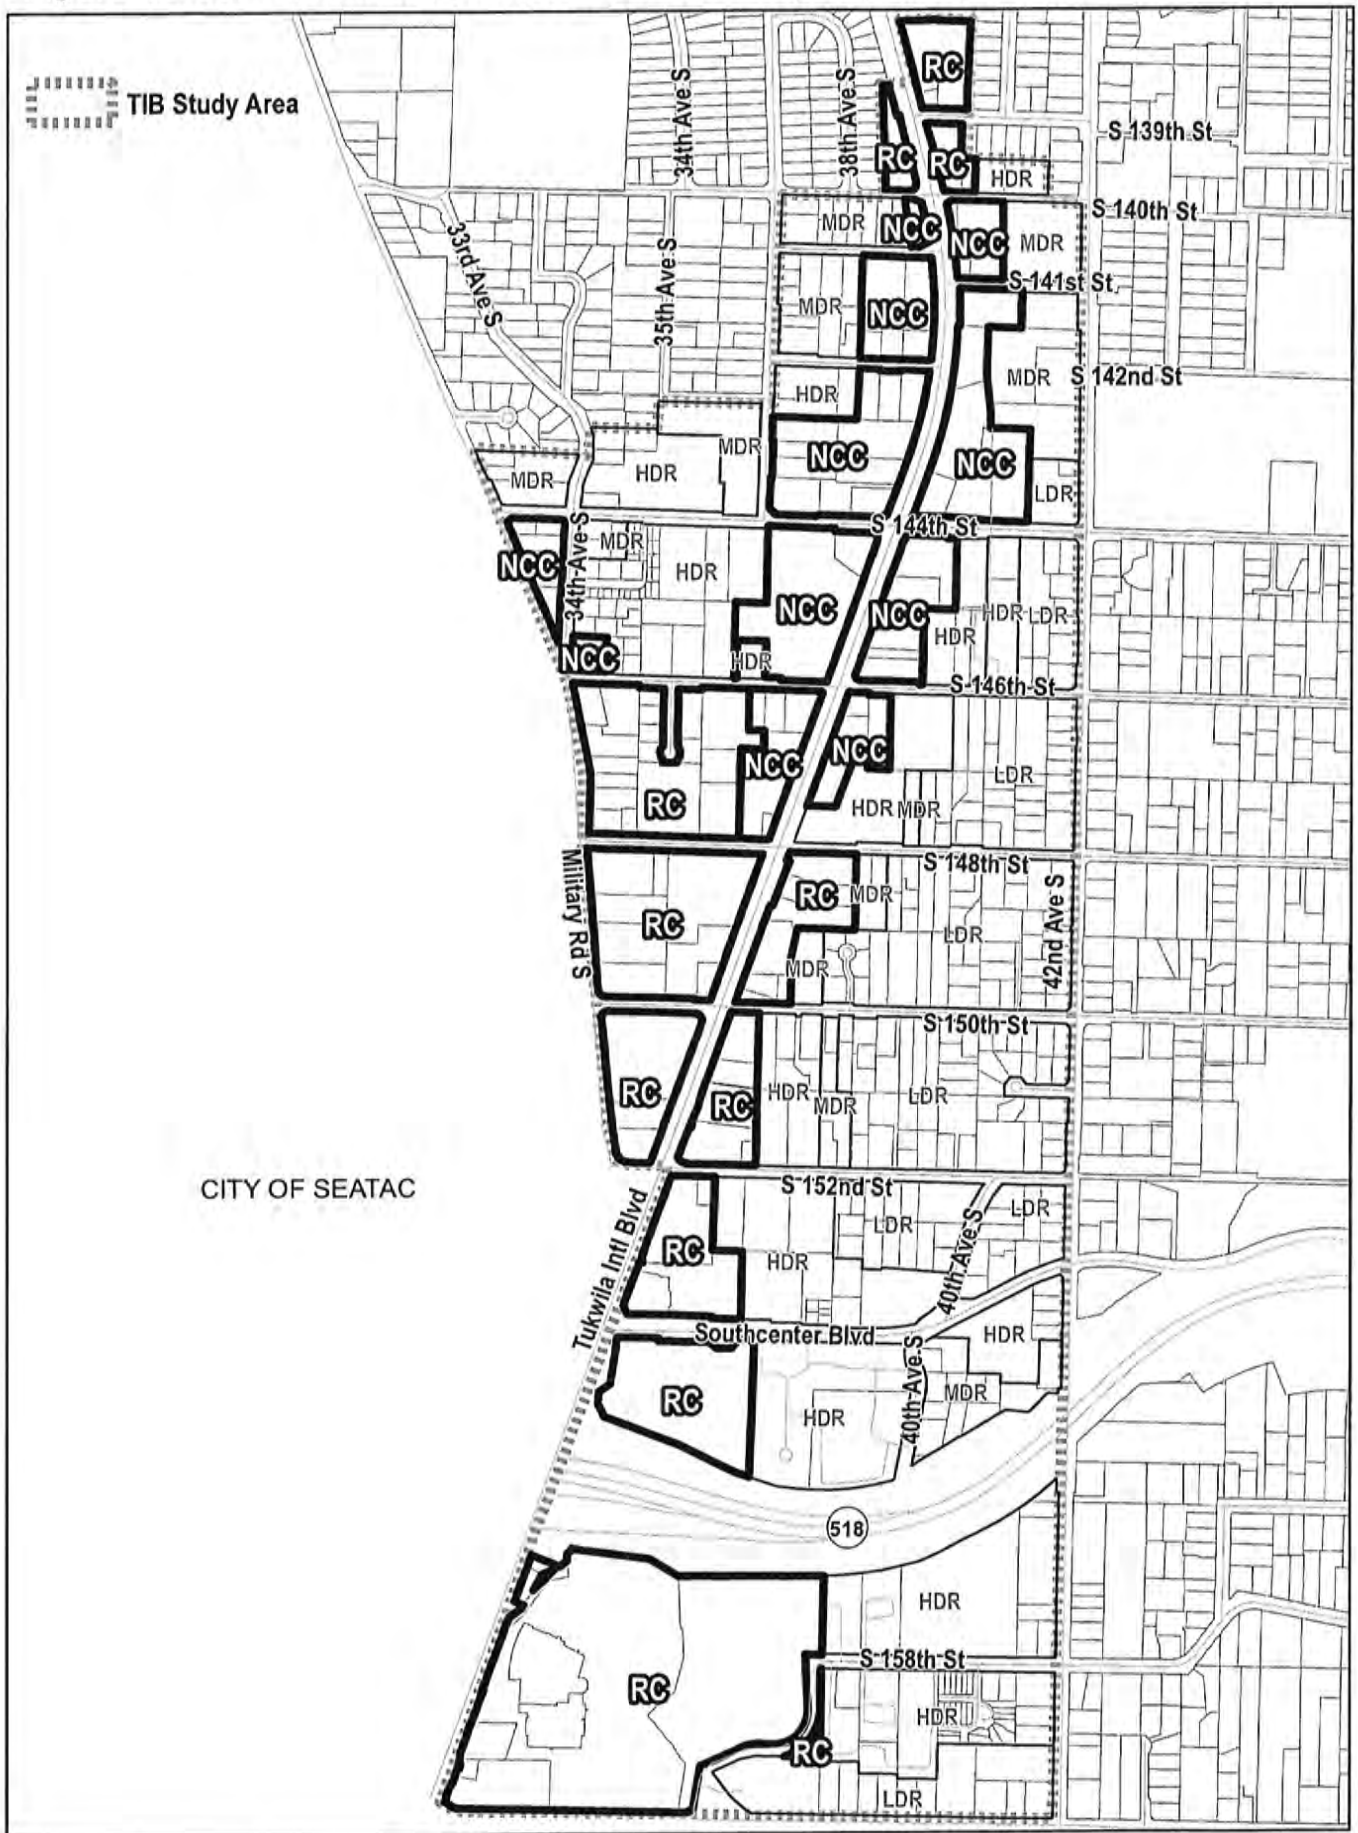 RC
TIB Study Area
34th Ave S
38th Ave S
S 139th St
RC
RC
HDR
S 140th St
MDR
NCC
NCC
MDR
33rd Ave S
35th Ave S
S 141st St
MDR
NCC
MDR
S 142nd St
HDR
MDR
NCC
NCC
MDR
HDR
LDR
S 144th St
NCC
34th Ave S
MDR
HDR
NCC
NCC
HDR
HDR
LDR
NCC
HDR
S 146th St
NCC
NCC
LDR
RC
HDR
MDR
S 148th St
Military Rd S
RC
RC
MDR
LDR
42nd Ave S
MDR
S 150th St
RC
RC
HDR
MDR
LDR
CITY OF SEATAC
S 152nd St
Tukwila Intl Blvd
RC
HDR
LDR
40th Ave S
LDR
Southcenter Blvd
HDR
RC
HDR
40th Ave S
MDR
518
HDR
S 158th St
RC
HDR
RC
LDR